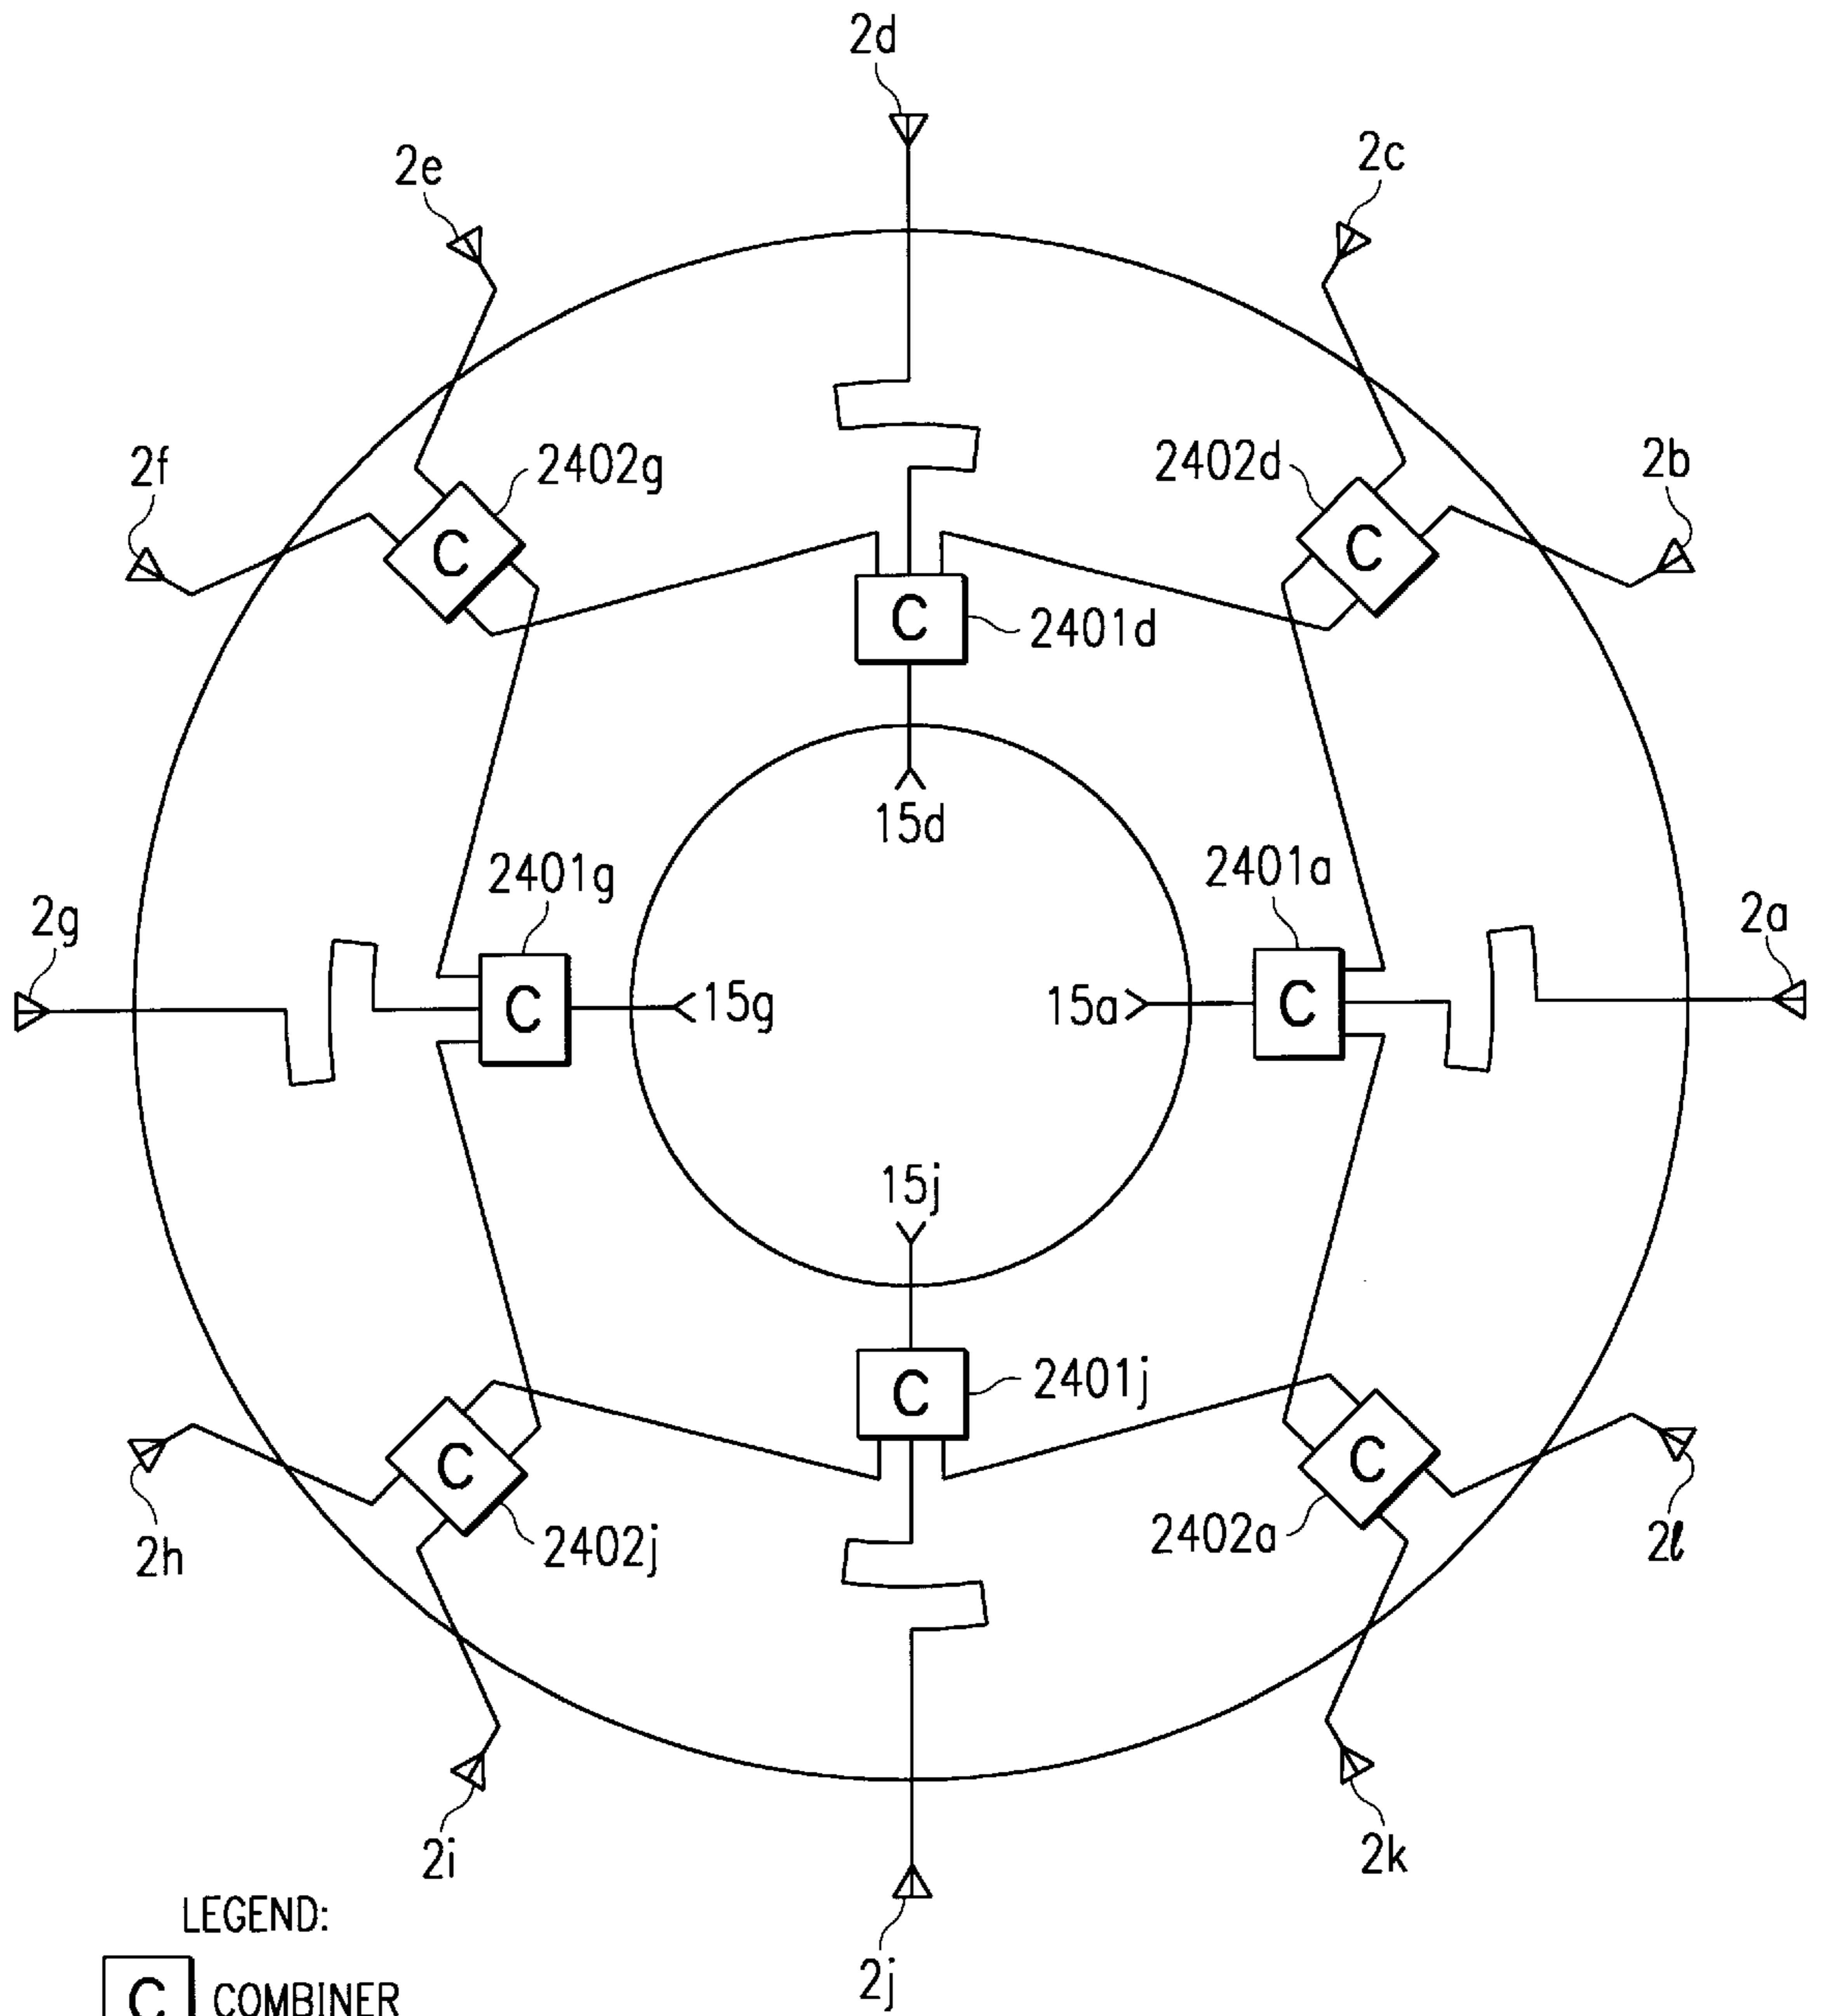 2d
2e
2c
2f
2402g
2402d
2b
C
C
C
2401d
15d
2401g
2401a
2g
2a
C
15g
15a
C
15j
C
2401j
C
C
2402j
2402a
2h
2ℓ
2i
2k
LEGEND:
2j
C COMBINER